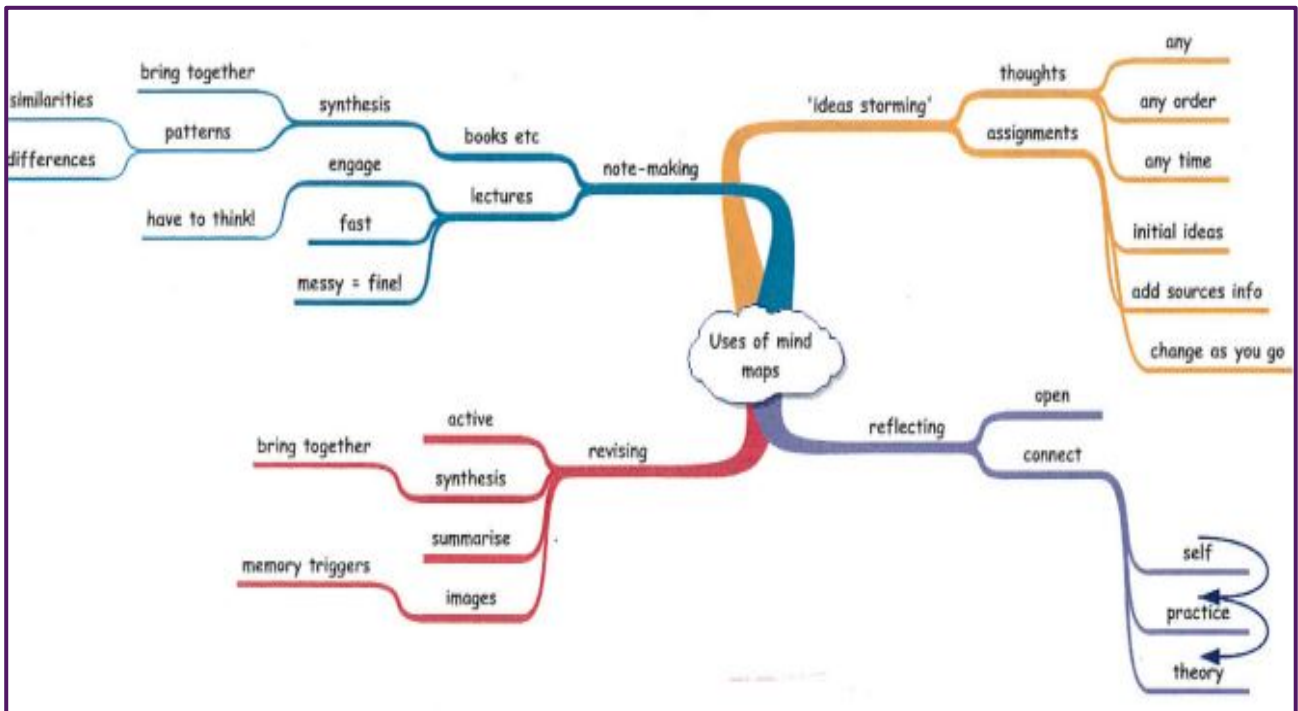 Uses of mind
maps
'ideas storming'
thoughts
any
any order
any time
assignments
initial ideas
add sources info
change as you go
reflecting
open
connect
self
practice
theory
revising
active
synthesis
bring together
summarise
images
memory triggers
note-making
books etc
synthesis
bring together
patterns
similarities
differences
lectures
engage
have to think!
fast
messy = fine!